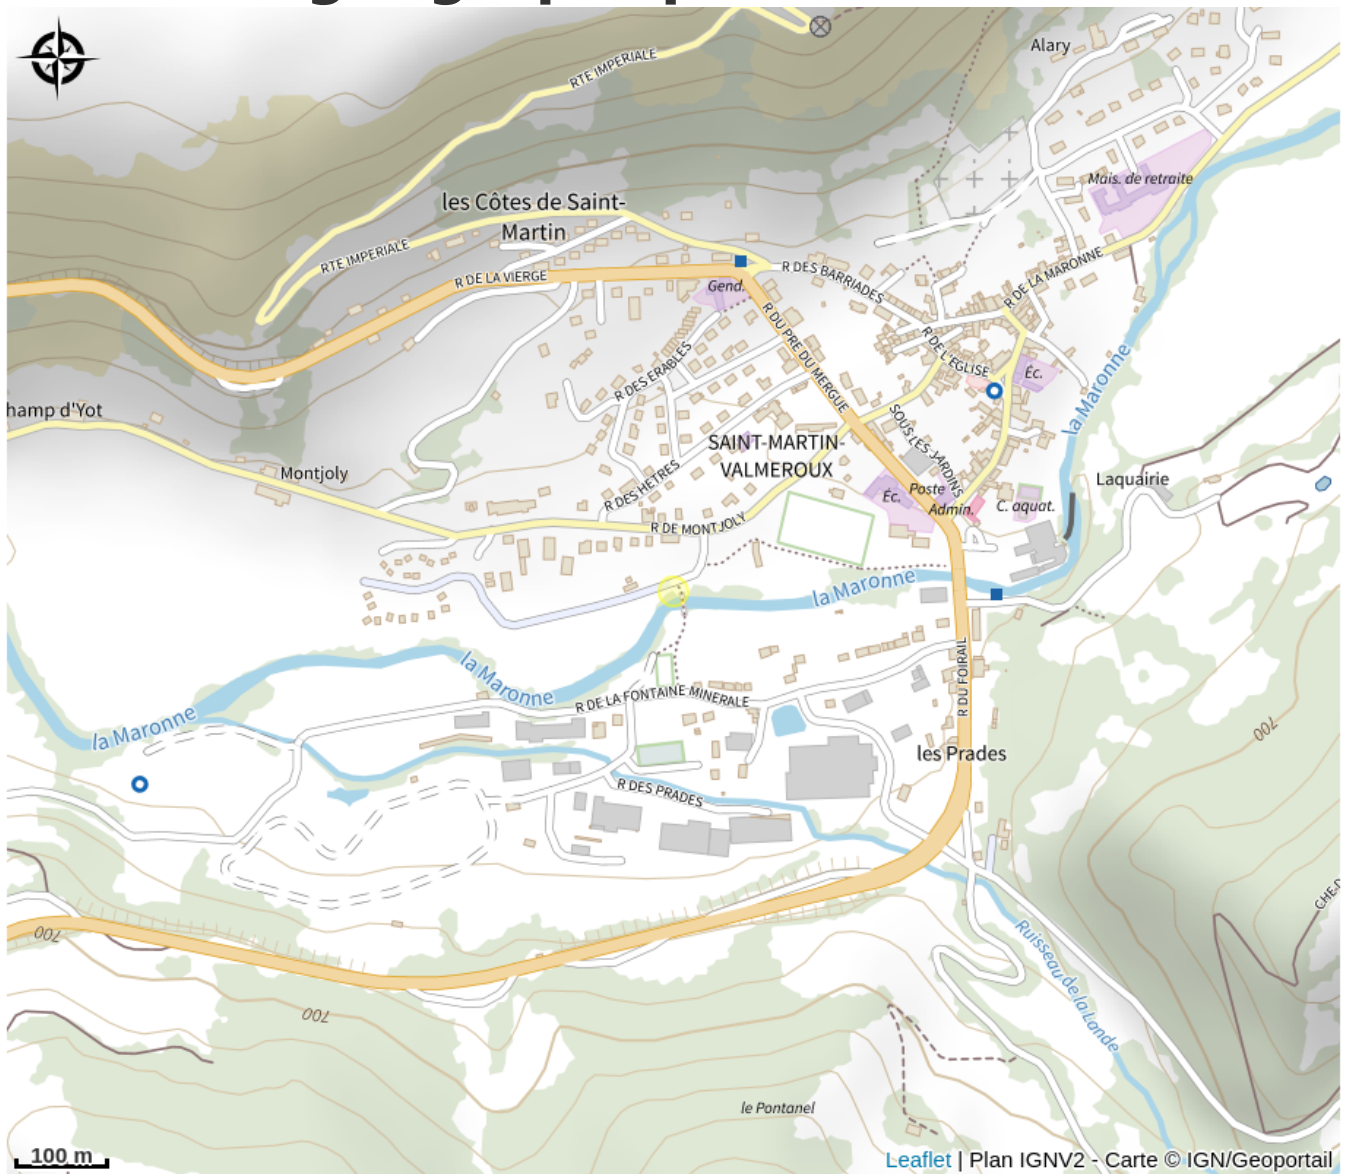 RTE IMPERIALE
Alary
Mais. de retraite
les Côtes de Saint-
Martin
RTE IMPERIALE
R DE LA VIERGE
R DES BARRIADES
R DE LA MARONNE
Gend.
R DU PRE DU MERGUE
R DE L'EGLISE
Éc.
la Maronne
R DES ERABLES
hamp d'Yot
SOUS LES JARDINS
SAINT-MARTIN-
VALMEROUX
Montjoly
R DES HETRES
Laquairie
Éc.
Poste
Admin.
C. aquat.
R DE MONTJOLY
la Maronne
la Maronne
R DU FOIRAIL
R DE LA FONTAINE MINERALE
la Maronne
les Prades
700
R DES PRADES
CHE D
700
Ruisseau de la Lande
700
le Pontanel
100 m
Leaflet | Plan IGNV2 - Carte © IGN/Geoportail